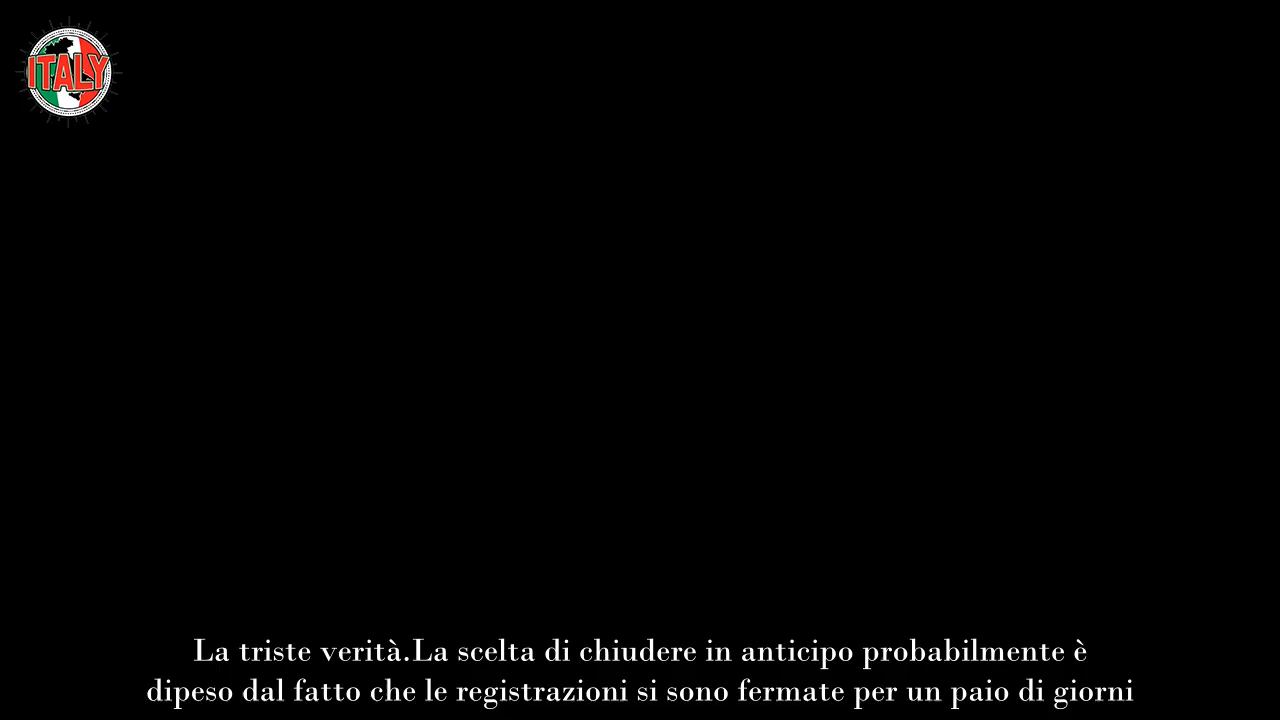 ITALY
La triste verità.La scelta di chiudere in anticipo probabilmente è
dipeso dal fatto che le registrazioni si sono fermate per un paio di giorni